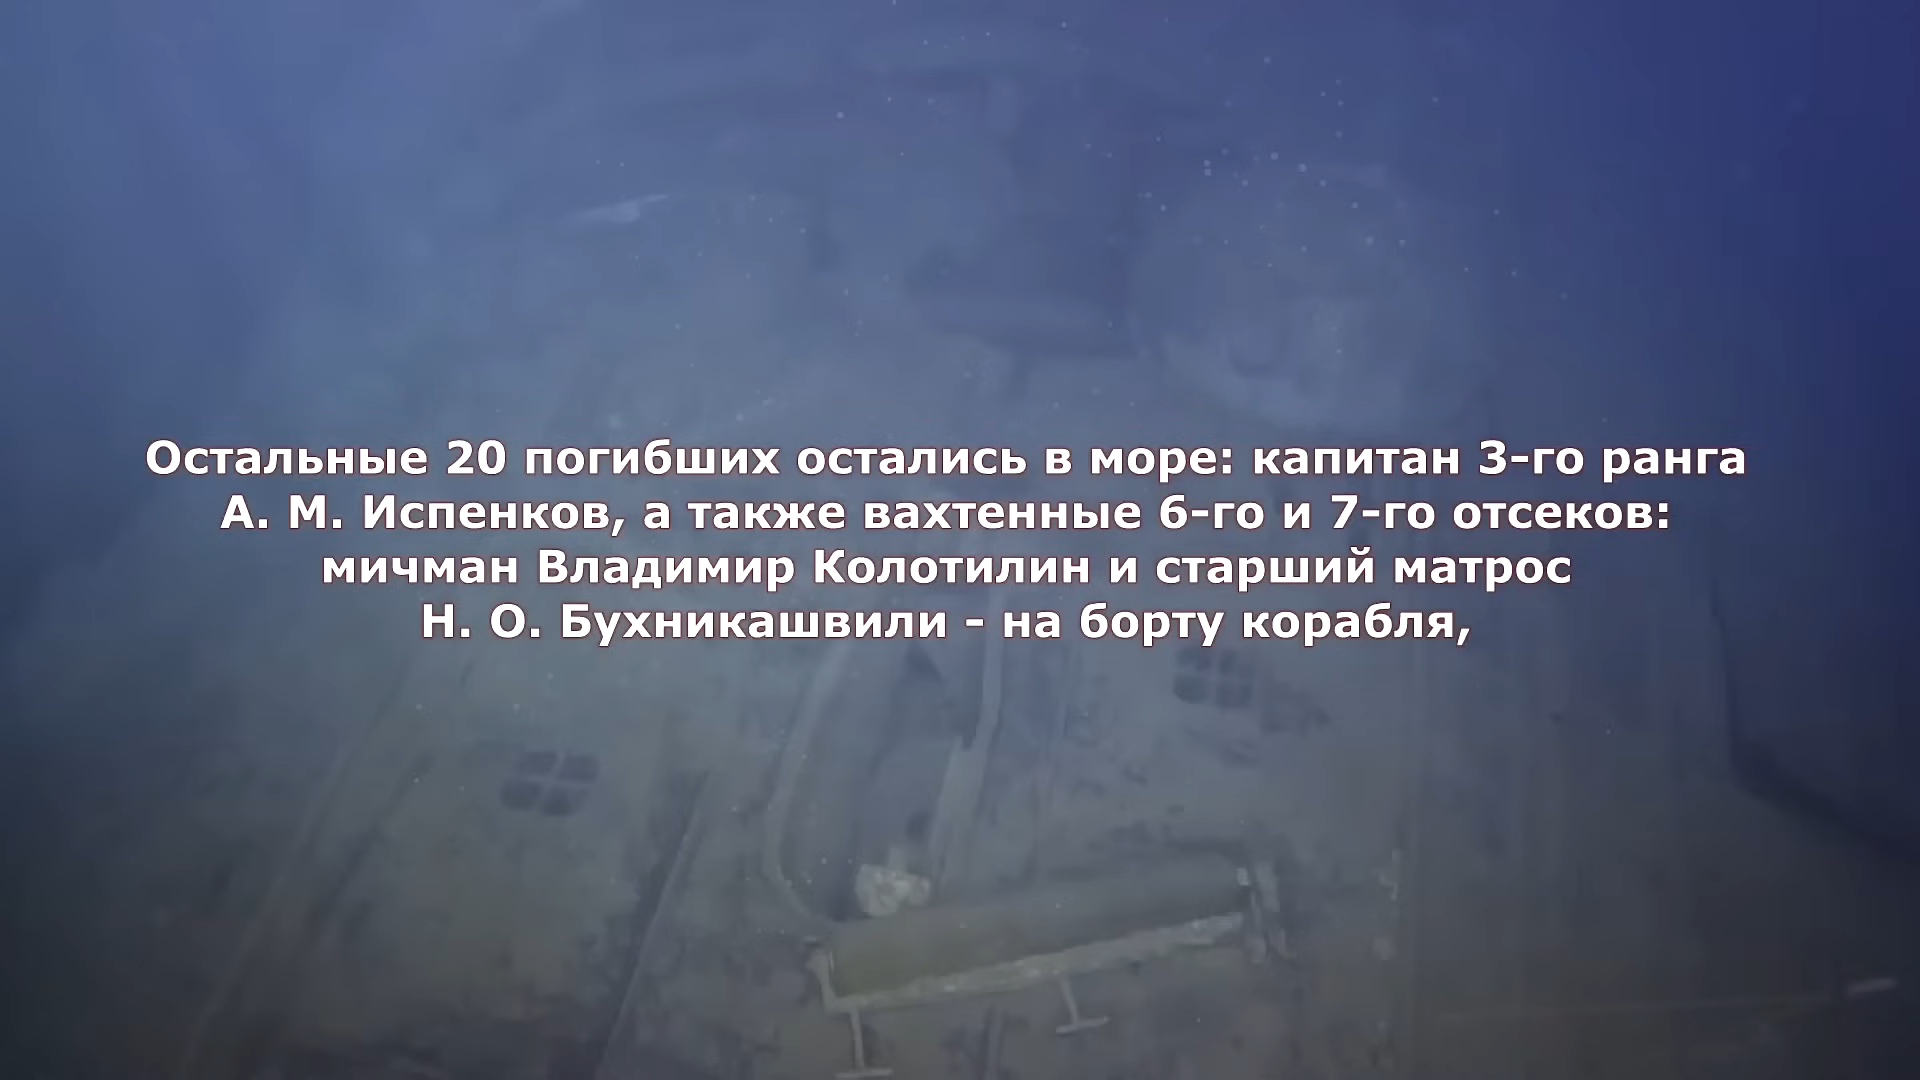 Остальные 20 погибших остались в море: капитан 3-го ранга
А. М. Испенков, а также вахтенные 6-го и 7-го отсеков:
мичман Владимир Колотилин и старший матрос
Н. О. Бухникашвили - на борту корабля,